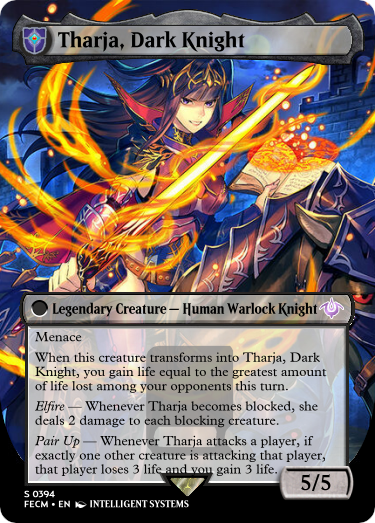 Tharja, Dark Knight
Legendary Creature — Human Warlock Knight
Menace
When this creature transforms into Tharja, Dark
Knight, you gain life equal to the greatest amount
of life lost among your opponents this turn.
Elfire — Whenever Tharja becomes blocked, she
deals 2 damage to each blocking creature.
Pair Up — Whenever Tharja attacks a player, if
exactly one other creature is attacking that player,
that player loses 3 life and you gain 3 life.
5/5
S 0394
FECM • EN INTELLIGENT SYSTEMS